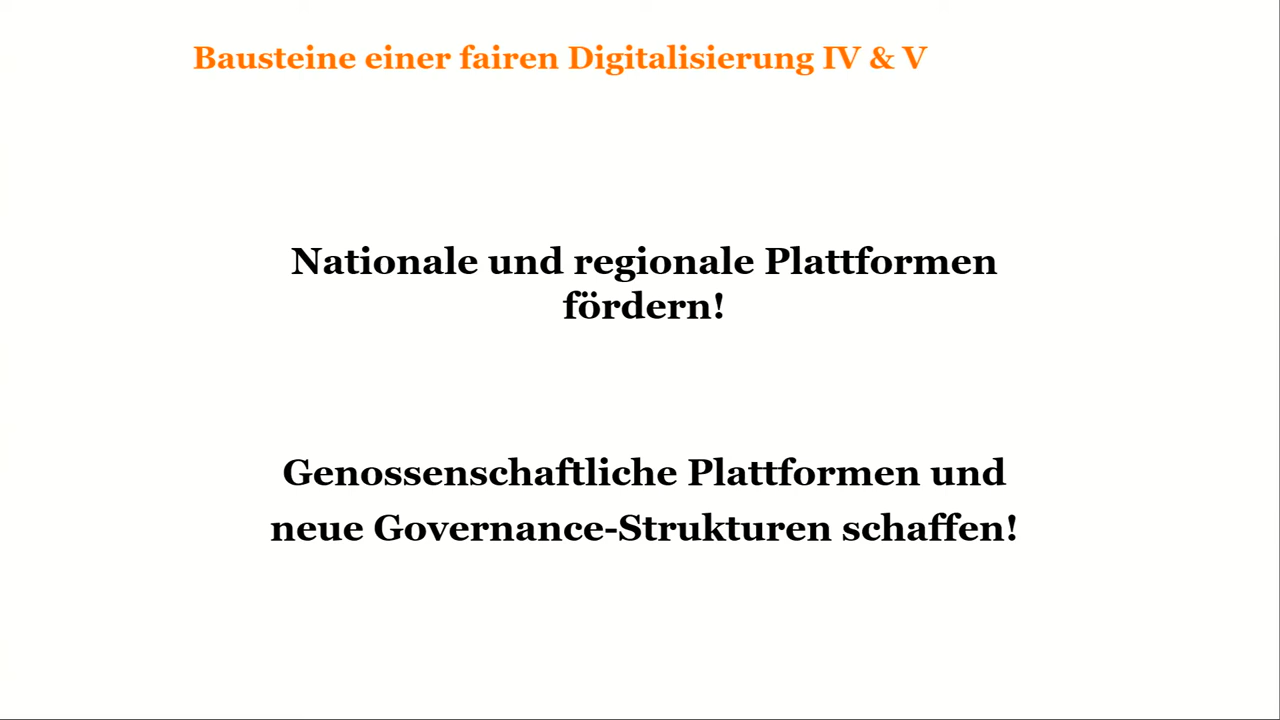 Bausteine einer fairen Digitalisierung IV & V
Nationale und regionale Plattformen
fördern!
Genossenschaftliche Plattformen und
neue Governance-Strukturen schaffen!